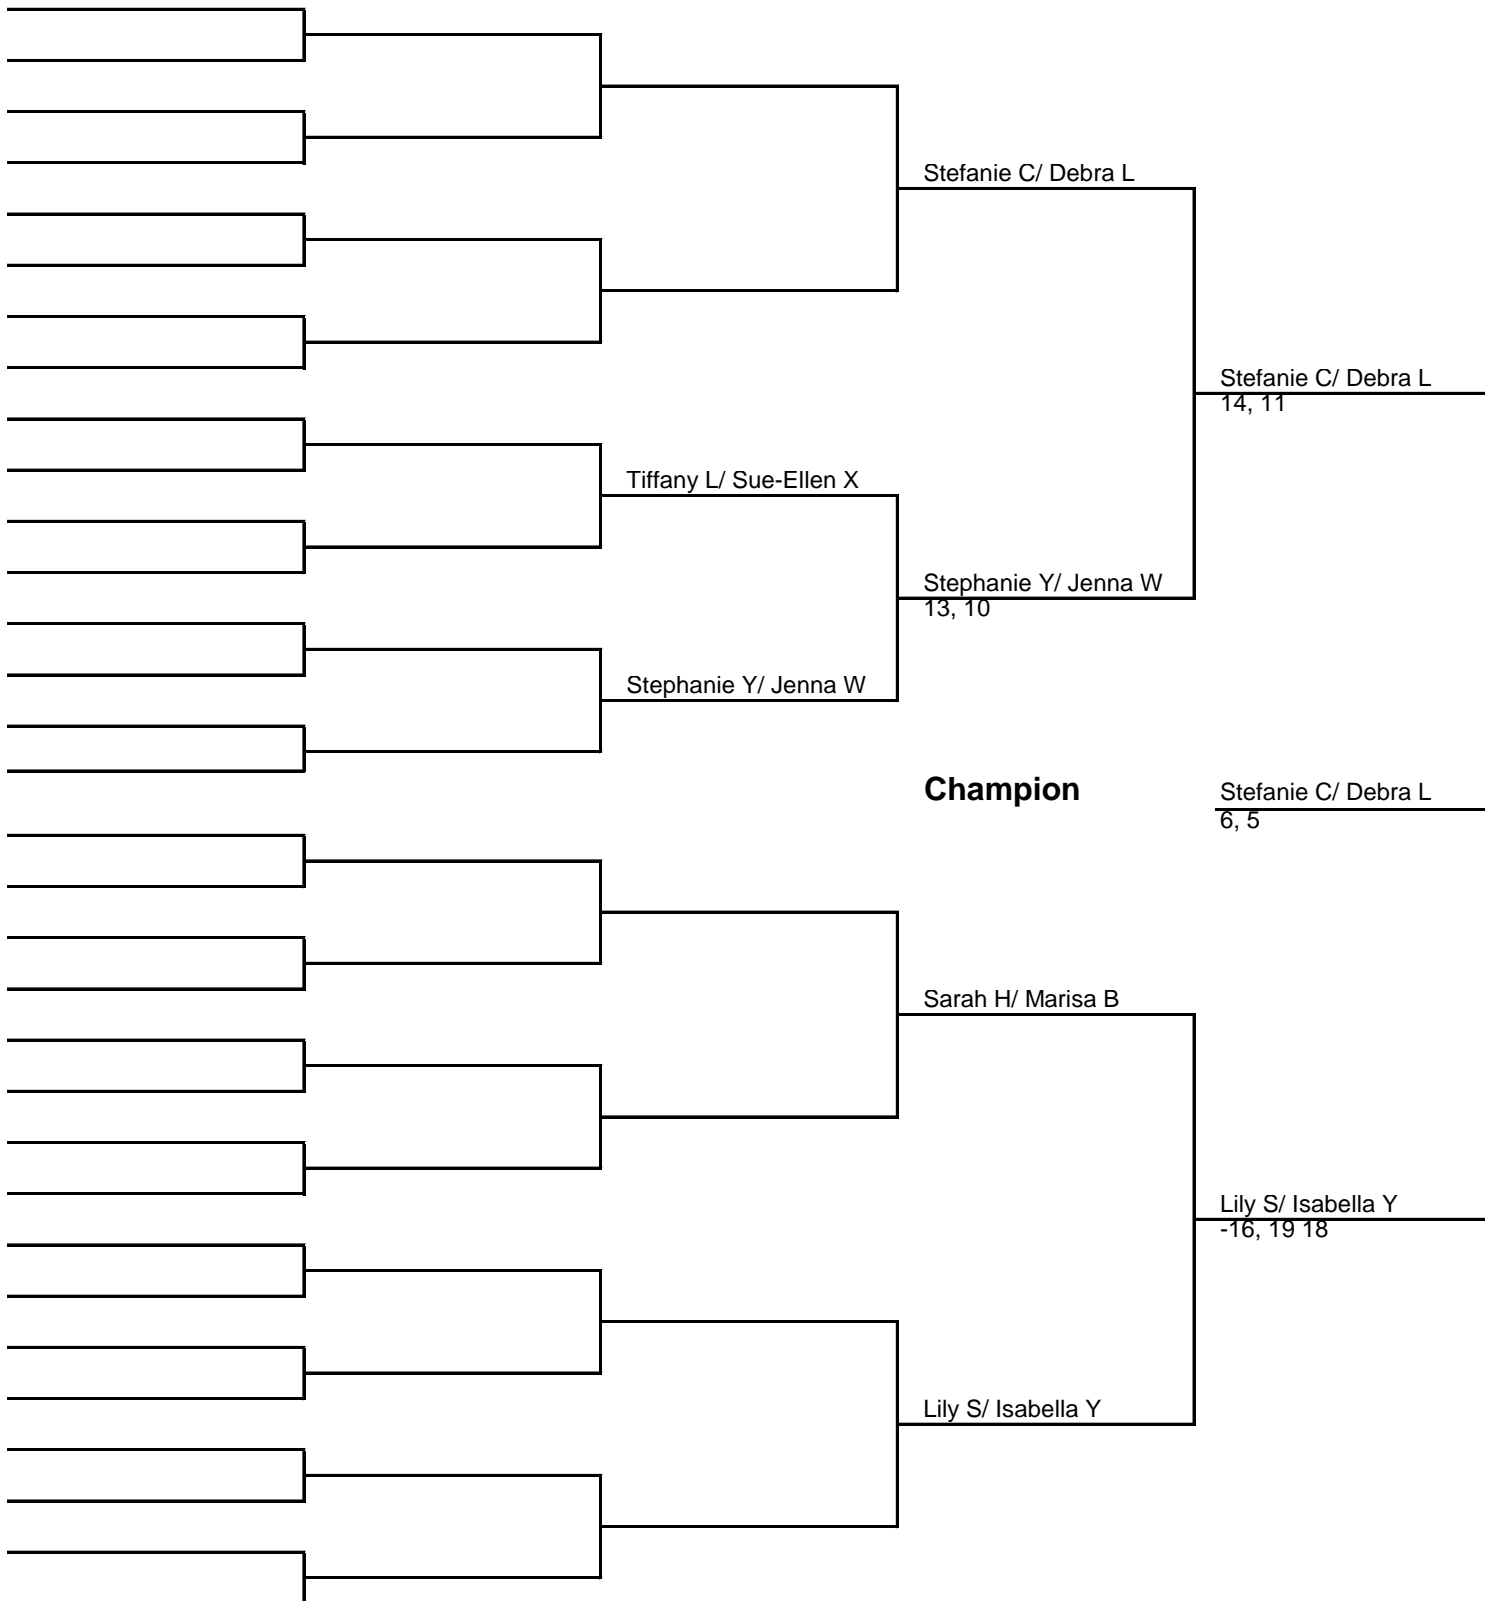 Stefanie C/ Debra L
Stefanie C/ Debra L
14, 11
Tiffany L/ Sue-Ellen X
Stephanie Y/ Jenna W
13, 10
Stephanie Y/ Jenna W
Champion
Stefanie C/ Debra L
6, 5
Sarah H/ Marisa B
Lily S/ Isabella Y
-16, 19 18
Lily S/ Isabella Y